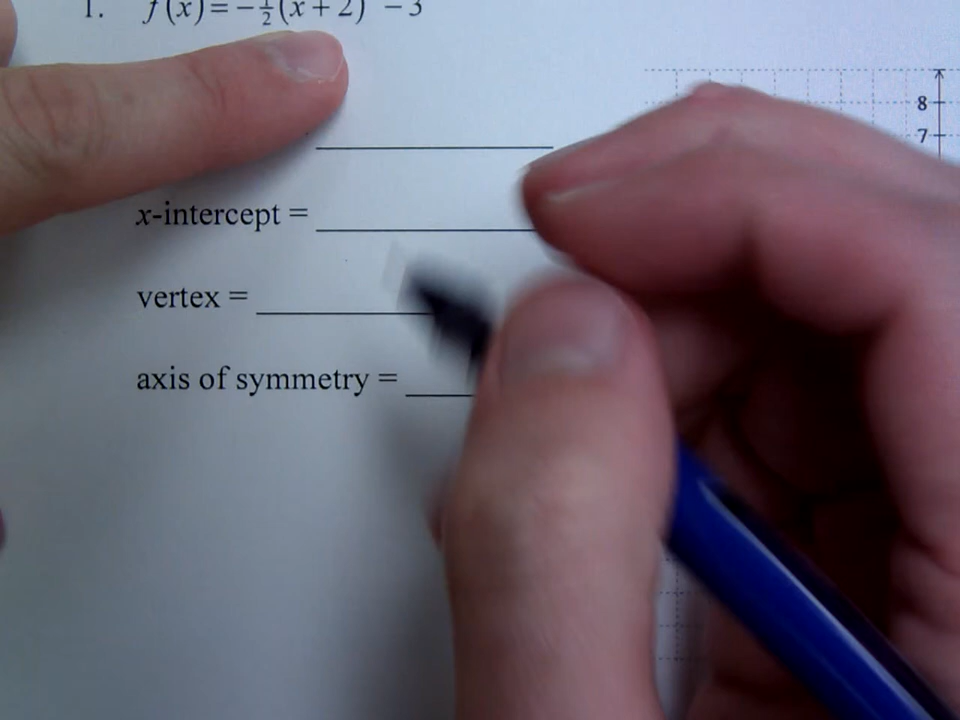 1. f(x)=-½(x+2) -3
8
7
x-intercept =
vertex =
axis of symmetry =